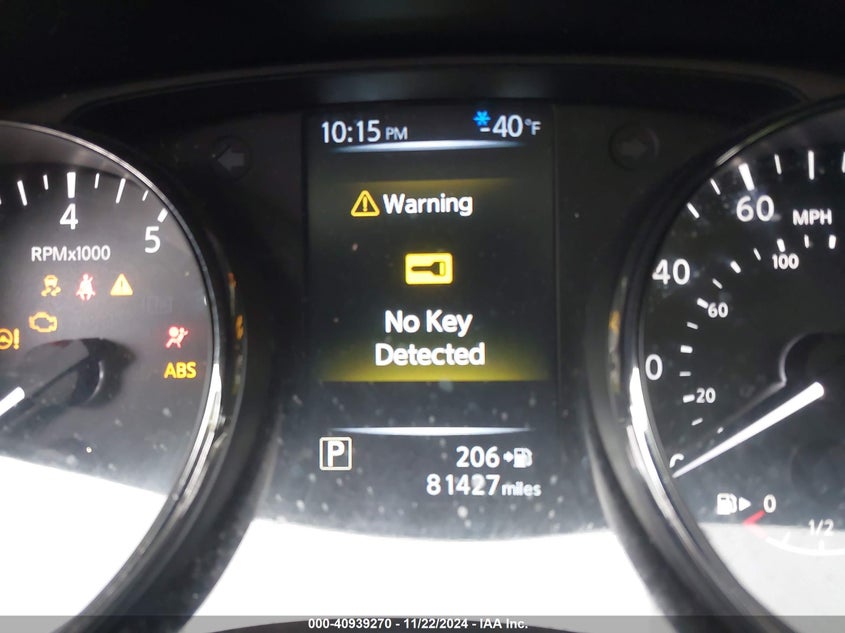 10:15 PM
-40°F
Warning
No Key
Detected
P
206
81427 miles
4
5
RPMx1000
ABS
60
MPH
100
40
60
0
20
0
1/2
000-40939270 - 11/22/2024 - IAA Inc.